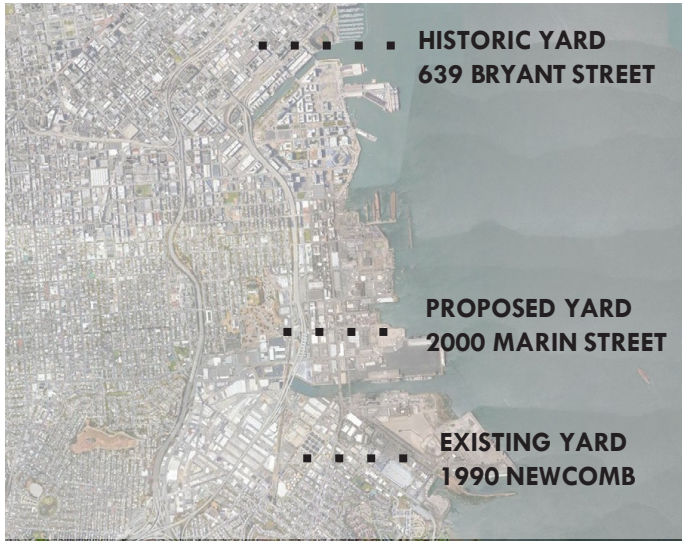 HISTORIC YARD
639 BRYANT STREET
PROPOSED YARD
2000 MARIN STREET
EXISTING YARD
1990 NEWCOMB